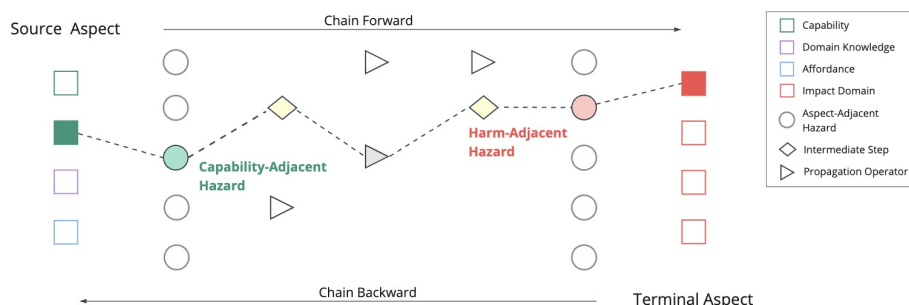 Chain Forward
Source Aspect
Capability
Domain Knowledge
Affordance
Impact Domain
Aspect-Adjacent
Hazard
Intermediate Step
Propagation Operator
Harm-Adjacent
Hazard
Capability-Adjacent
Hazard
Chain Backward
Terminal Aspect